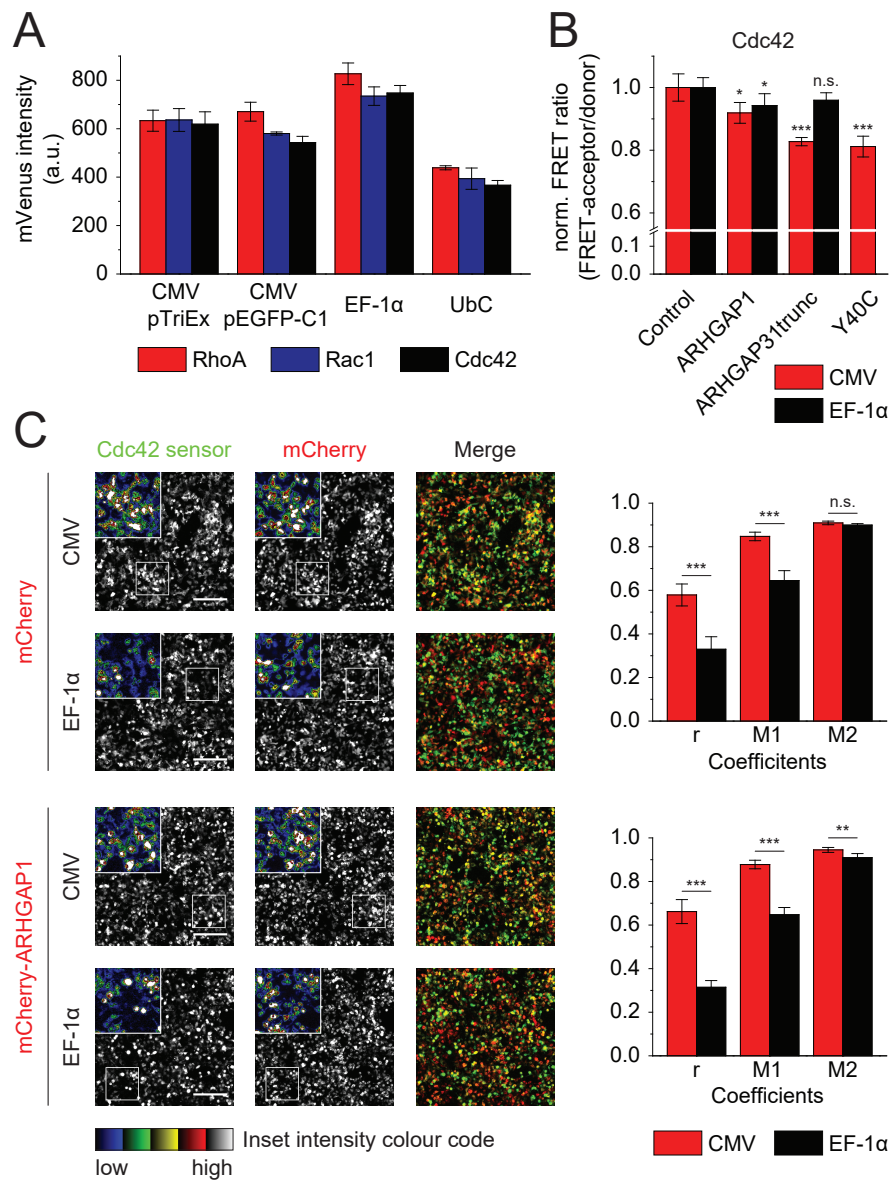 A
mVenus intensity
(a.u.)
800
600
400
200
0
CMV
pTriEx
CMV
pEGFP-C1
EF-1α
UbC
RhoA
Rac1
Cdc42
B
Cdc42
norm. FRET ratio
(FRET-acceptor/donor)
1.0
0.8
0.6
0.1
0.0
*
*
***
n.s.
***
Control
ARHGAP1
ARHGAP31trunc
Y40C
CMV
EF-1α
C
Cdc42 sensor
mCherry
Merge
mCherry
CMV
EF-1α
1.0
0.8
0.6
0.4
0.2
0.0
***
***
n.s.
r
M1
M2
Coefficitents
mCherry-ARHGAP1
CMV
EF-1α
1.0
0.8
0.6
0.4
0.2
0.0
***
***
**
r
M1
M2
Coefficients
Inset intensity colour code
low
high
CMV
EF-1α